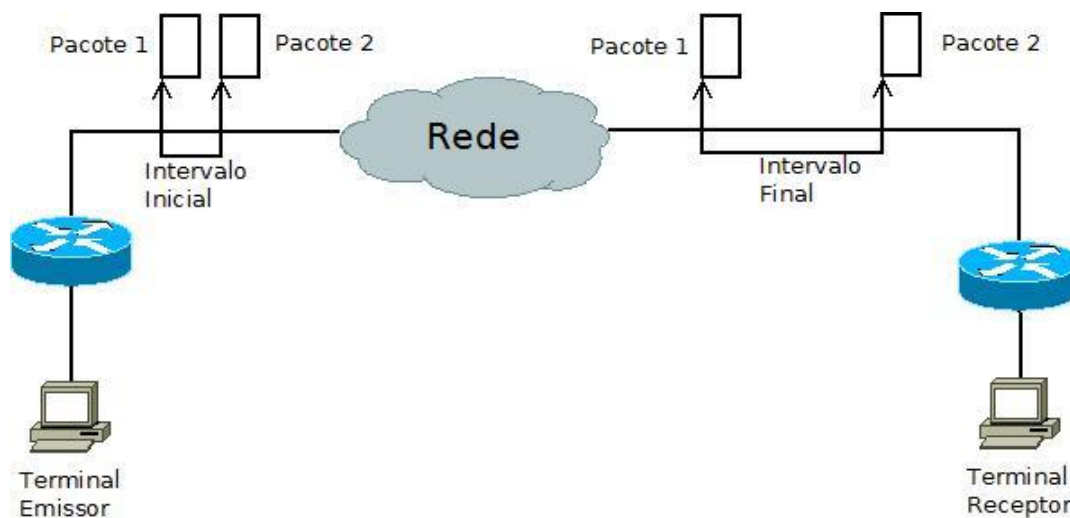 Pacote 1
Pacote 2
Pacote 1
Pacote 2
Rede
Intervalo
Inicial
Intervalo
Final
Terminal
Emissor
Terminal
Receptor